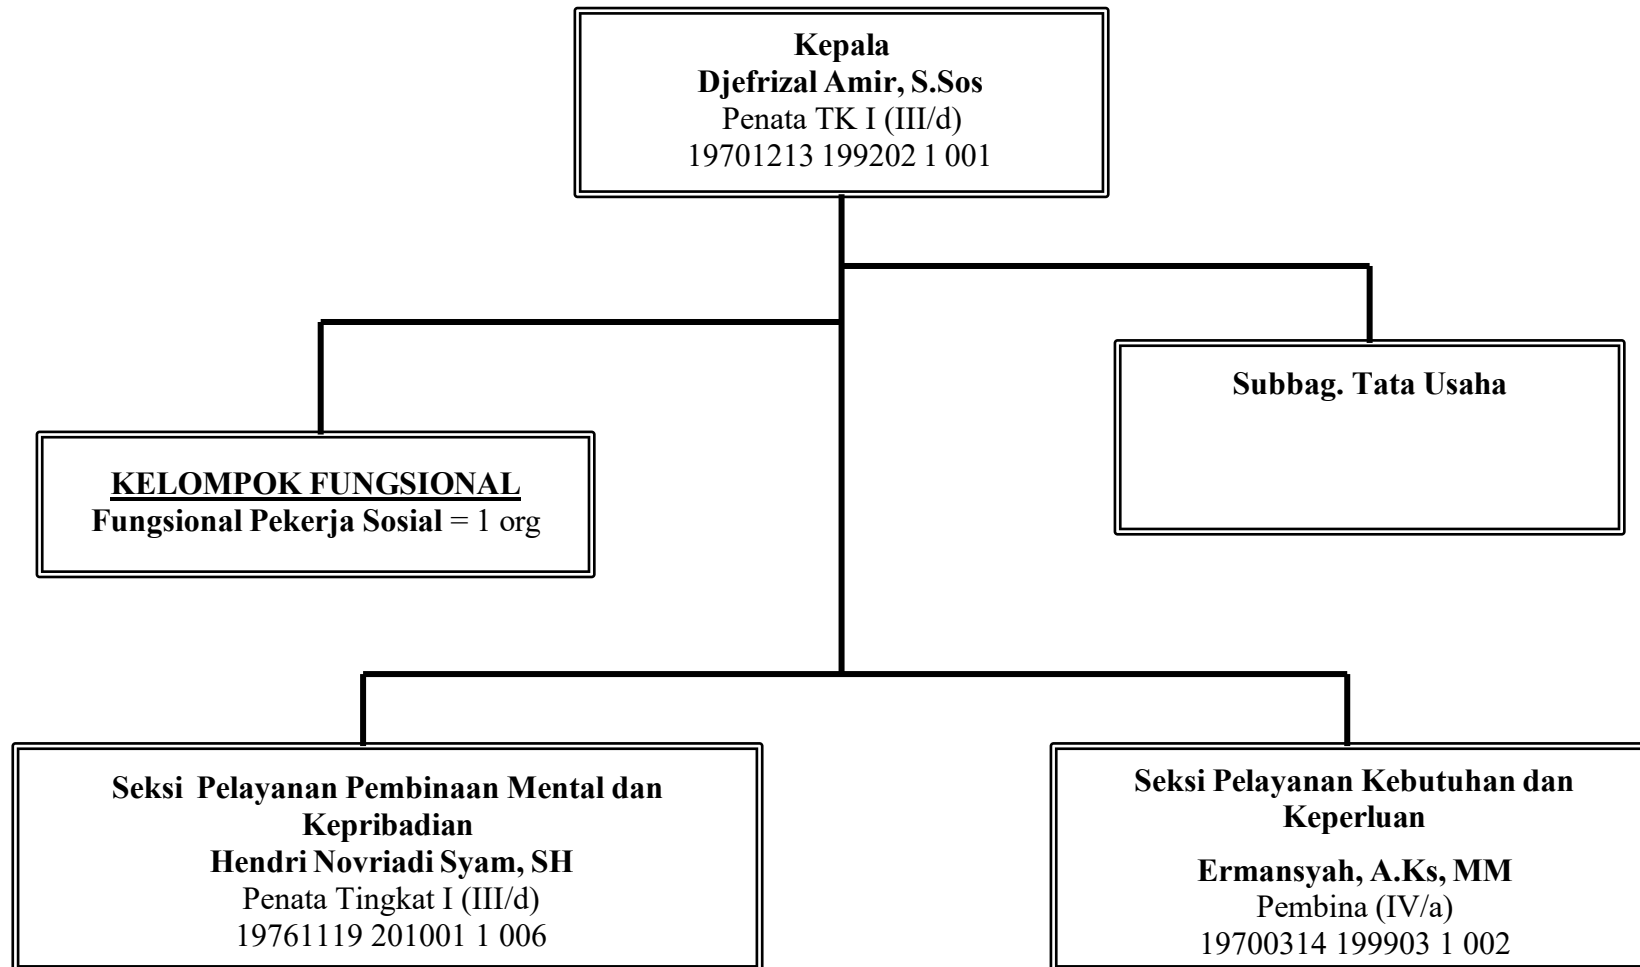 Kepala
Djefrizal Amir, S.Sos
Penata TK I (III/d)
19701213 199202 1 001
Subbag. Tata Usaha
KELOMPOK FUNGSIONAL
Fungsional Pekerja Sosial = 1 org
Seksi Pelayanan Pembinaan Mental dan
Kepribadian
Hendri Novriadi Syam, SH
Penata Tingkat I (III/d)
19761119 201001 1 006
Seksi Pelayanan Kebutuhan dan
Keperluan
Ermansyah, A.Ks, MM
Pembina (IV/a)
19700314 199903 1 002